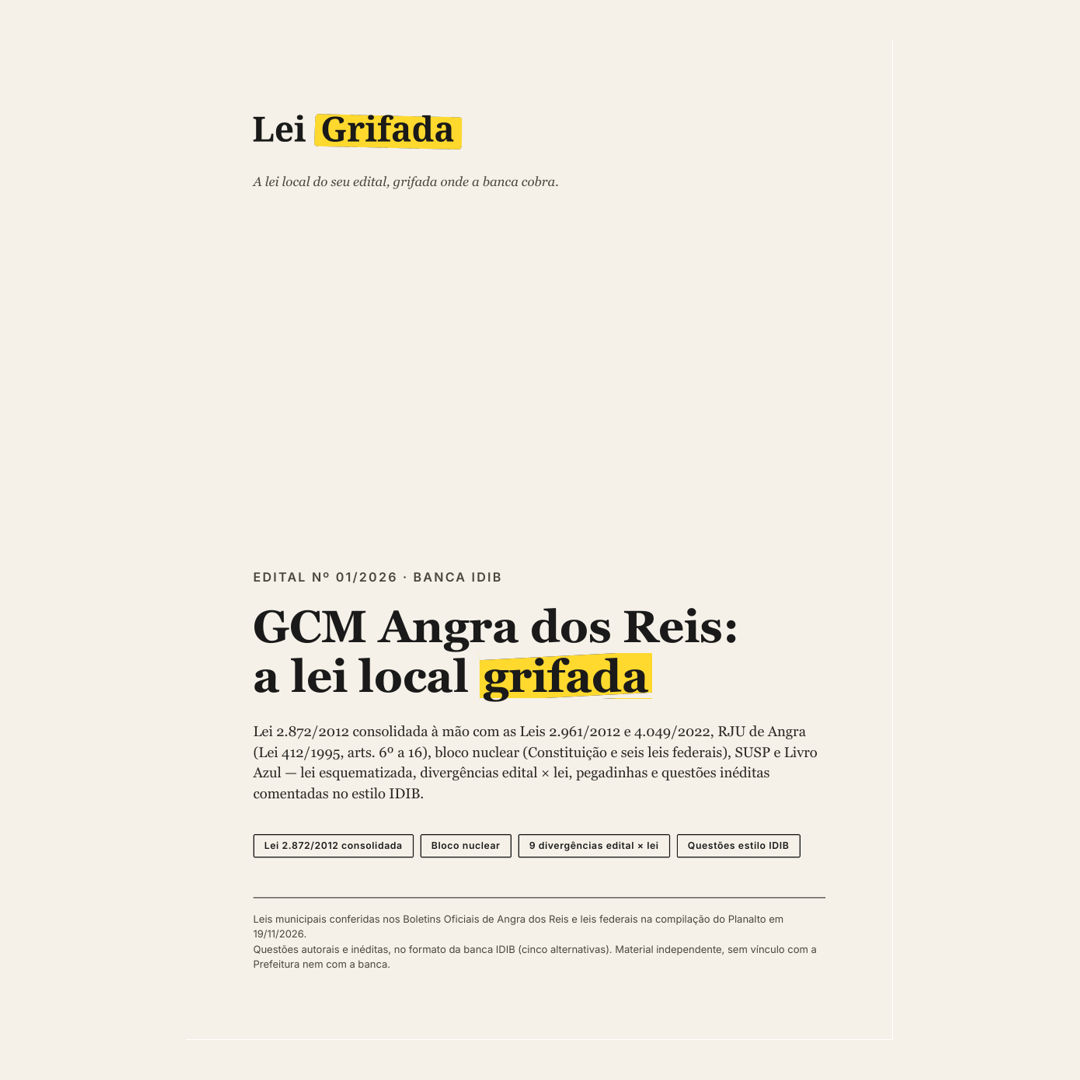 Lei Grifada
A lei local do seu edital, grifada onde a banca cobra.
EDITAL Nº 01/2026 · BANCA IDIB
GCM Angra dos Reis:
a lei local grifada
Lei 2.872/2012 consolidada à mão com as Leis 2.961/2012 e 4.049/2022, RJU de Angra
(Lei 412/1995, arts. 6º a 16), bloco nuclear (Constituição e seis leis federais), SUSP e Livro
Azul — lei esquematizada, divergências edital × lei, pegadinhas e questões inéditas
comentadas no estilo IDIB.
Lei 2.872/2012 consolidada
Bloco nuclear
9 divergências edital × lei
Questões estilo IDIB
Leis municipais conferidas nos Boletins Oficiais de Angra dos Reis e leis federais na compilação do Planalto em
19/11/2026.
Questões autorais e inéditas, no formato da banca IDIB (cinco alternativas). Material independente, sem vínculo com a
Prefeitura nem com a banca.